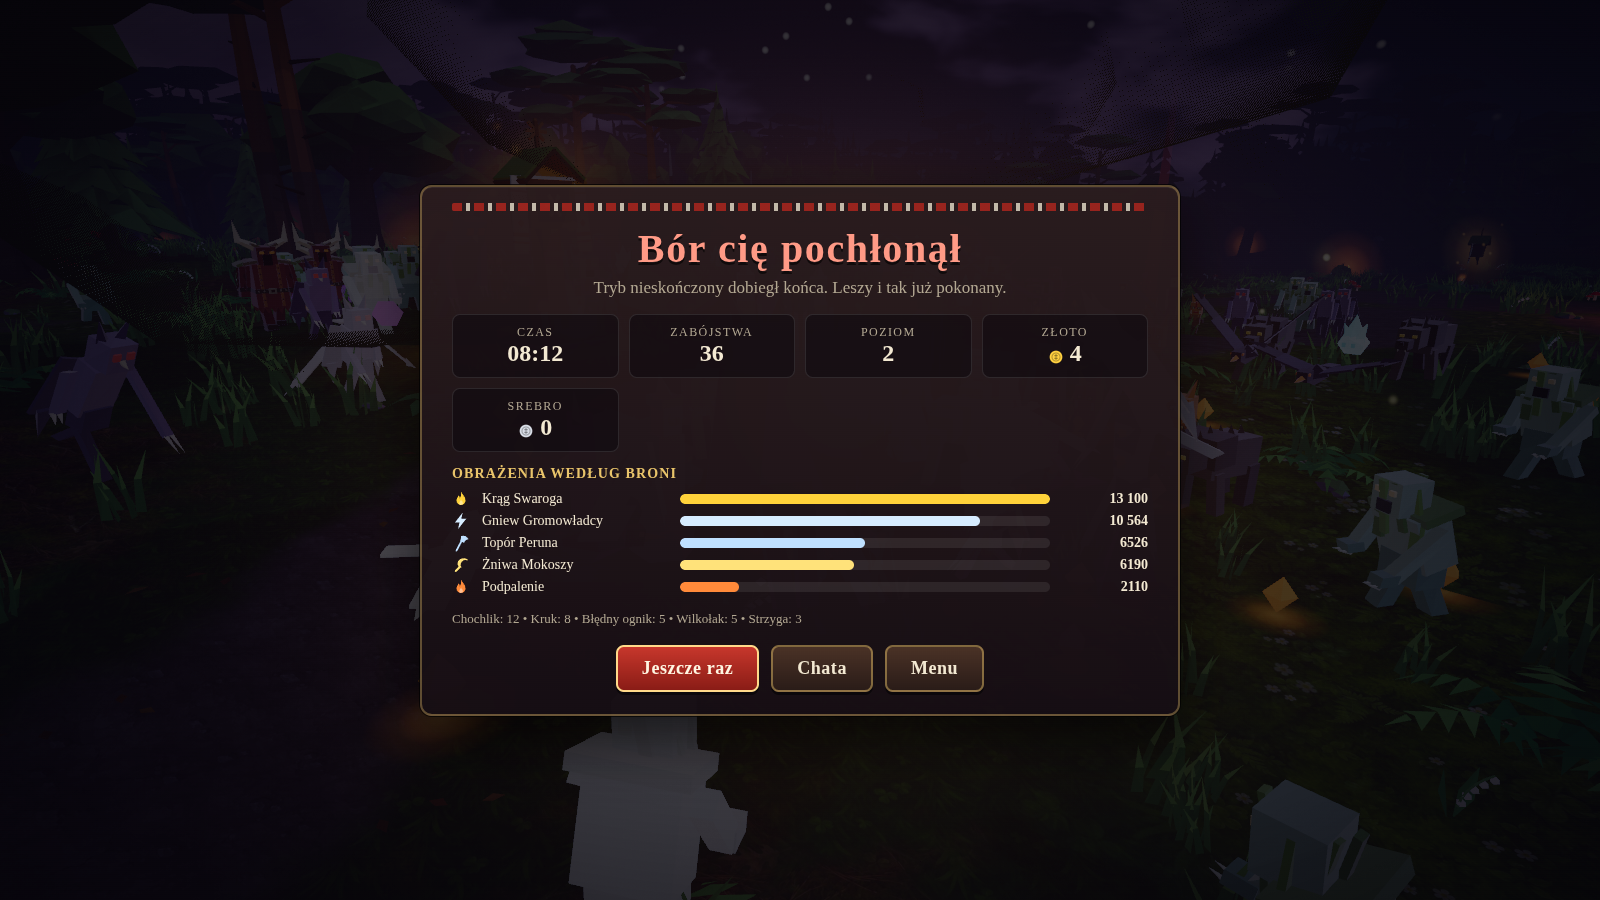 Bór cię pochłonął
Tryb nieskończony dobiegł końca. Leszy i tak już pokonany.
CZAS
08:12
ZABÓJSTWA
36
POZIOM
2
ZŁOTO
4
SREBRO
0
OBRAŻENIA WEDŁUG BRONI
Krąg Swaroga 13 100
Gniew Gromowładcy 10 564
Topór Peruna 6526
Żniwa Mokoszy 6190
Podpalenie 2110
Chochlik: 12 • Kruk: 8 • Błędny ognik: 5 • Wilkołak: 5 • Strzyga: 3
Jeszcze raz Chata Menu